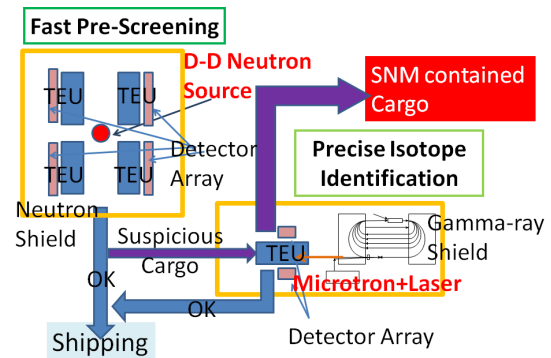 Fast Pre-Screening
D-D Neutron
Source
SNM contained
Cargo
TEU
TEU
TEU
TEU
Detector
Array
Precise Isotope
Identification
Neutron
Shield
Suspicious
Cargo
OK
TEU
Gamma-ray
Shield
Microtron+Laser
OK
Detector Array
Shipping